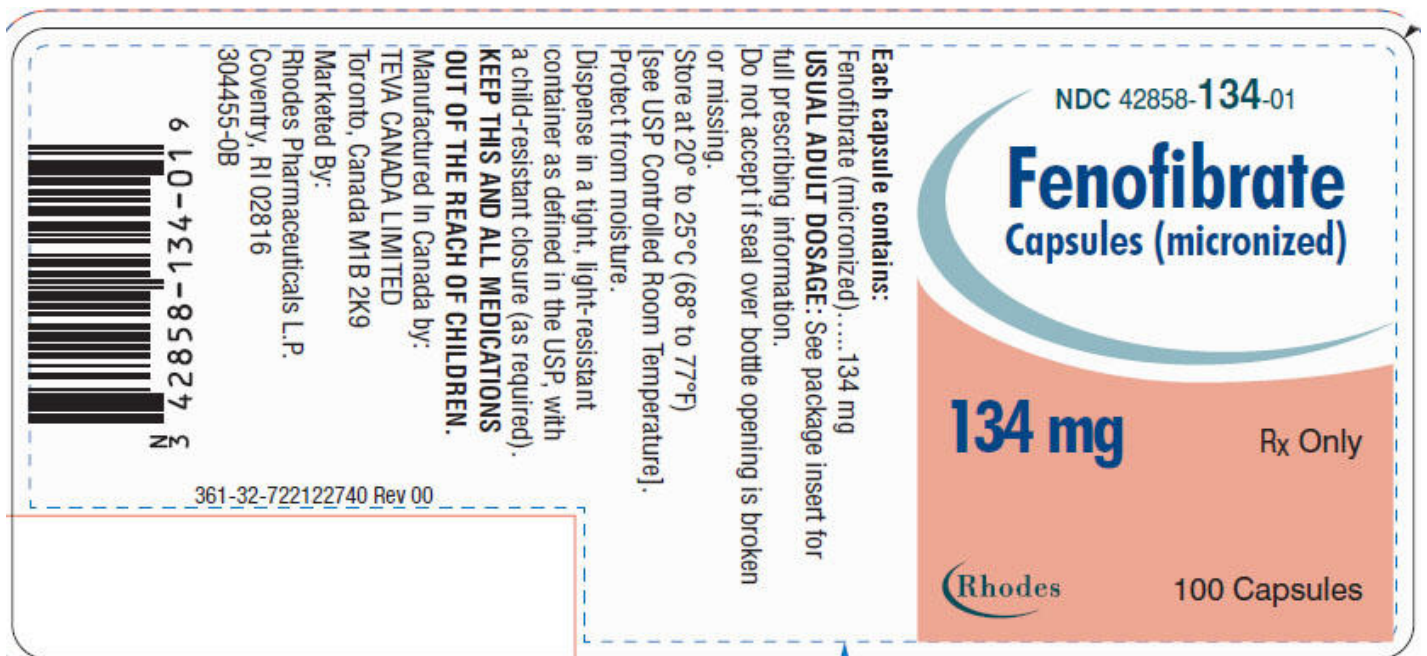 NDC 42858-134-01
Fenofibrate
Capsules (micronized)
134 mg
Rx Only
Rhodes
100 Capsules
Each capsule contains:
Fenofibrate (micronized).....134 mg
USUAL ADULT DOSAGE: See package insert for
full prescribing information.
Do not accept if seal over bottle opening is broken
or missing.
Store at 20° to 25°C (68° to 77°F)
[see USP Controlled Room Temperature].
Protect from moisture.
Dispense in a tight, light-resistant
container as defined in the USP, with
a child-resistant closure (as required).
KEEP THIS AND ALL MEDICATIONS
OUT OF THE REACH OF CHILDREN.
Manufactured In Canada by:
TEVA CANADA LIMITED
Toronto, Canada M1B 2K9
Marketed By:
Rhodes Pharmaceuticals L.P.
Coventry, RI 02816
304455-0B
N
3 42858-134-01 6
361-32-722122740 Rev 00